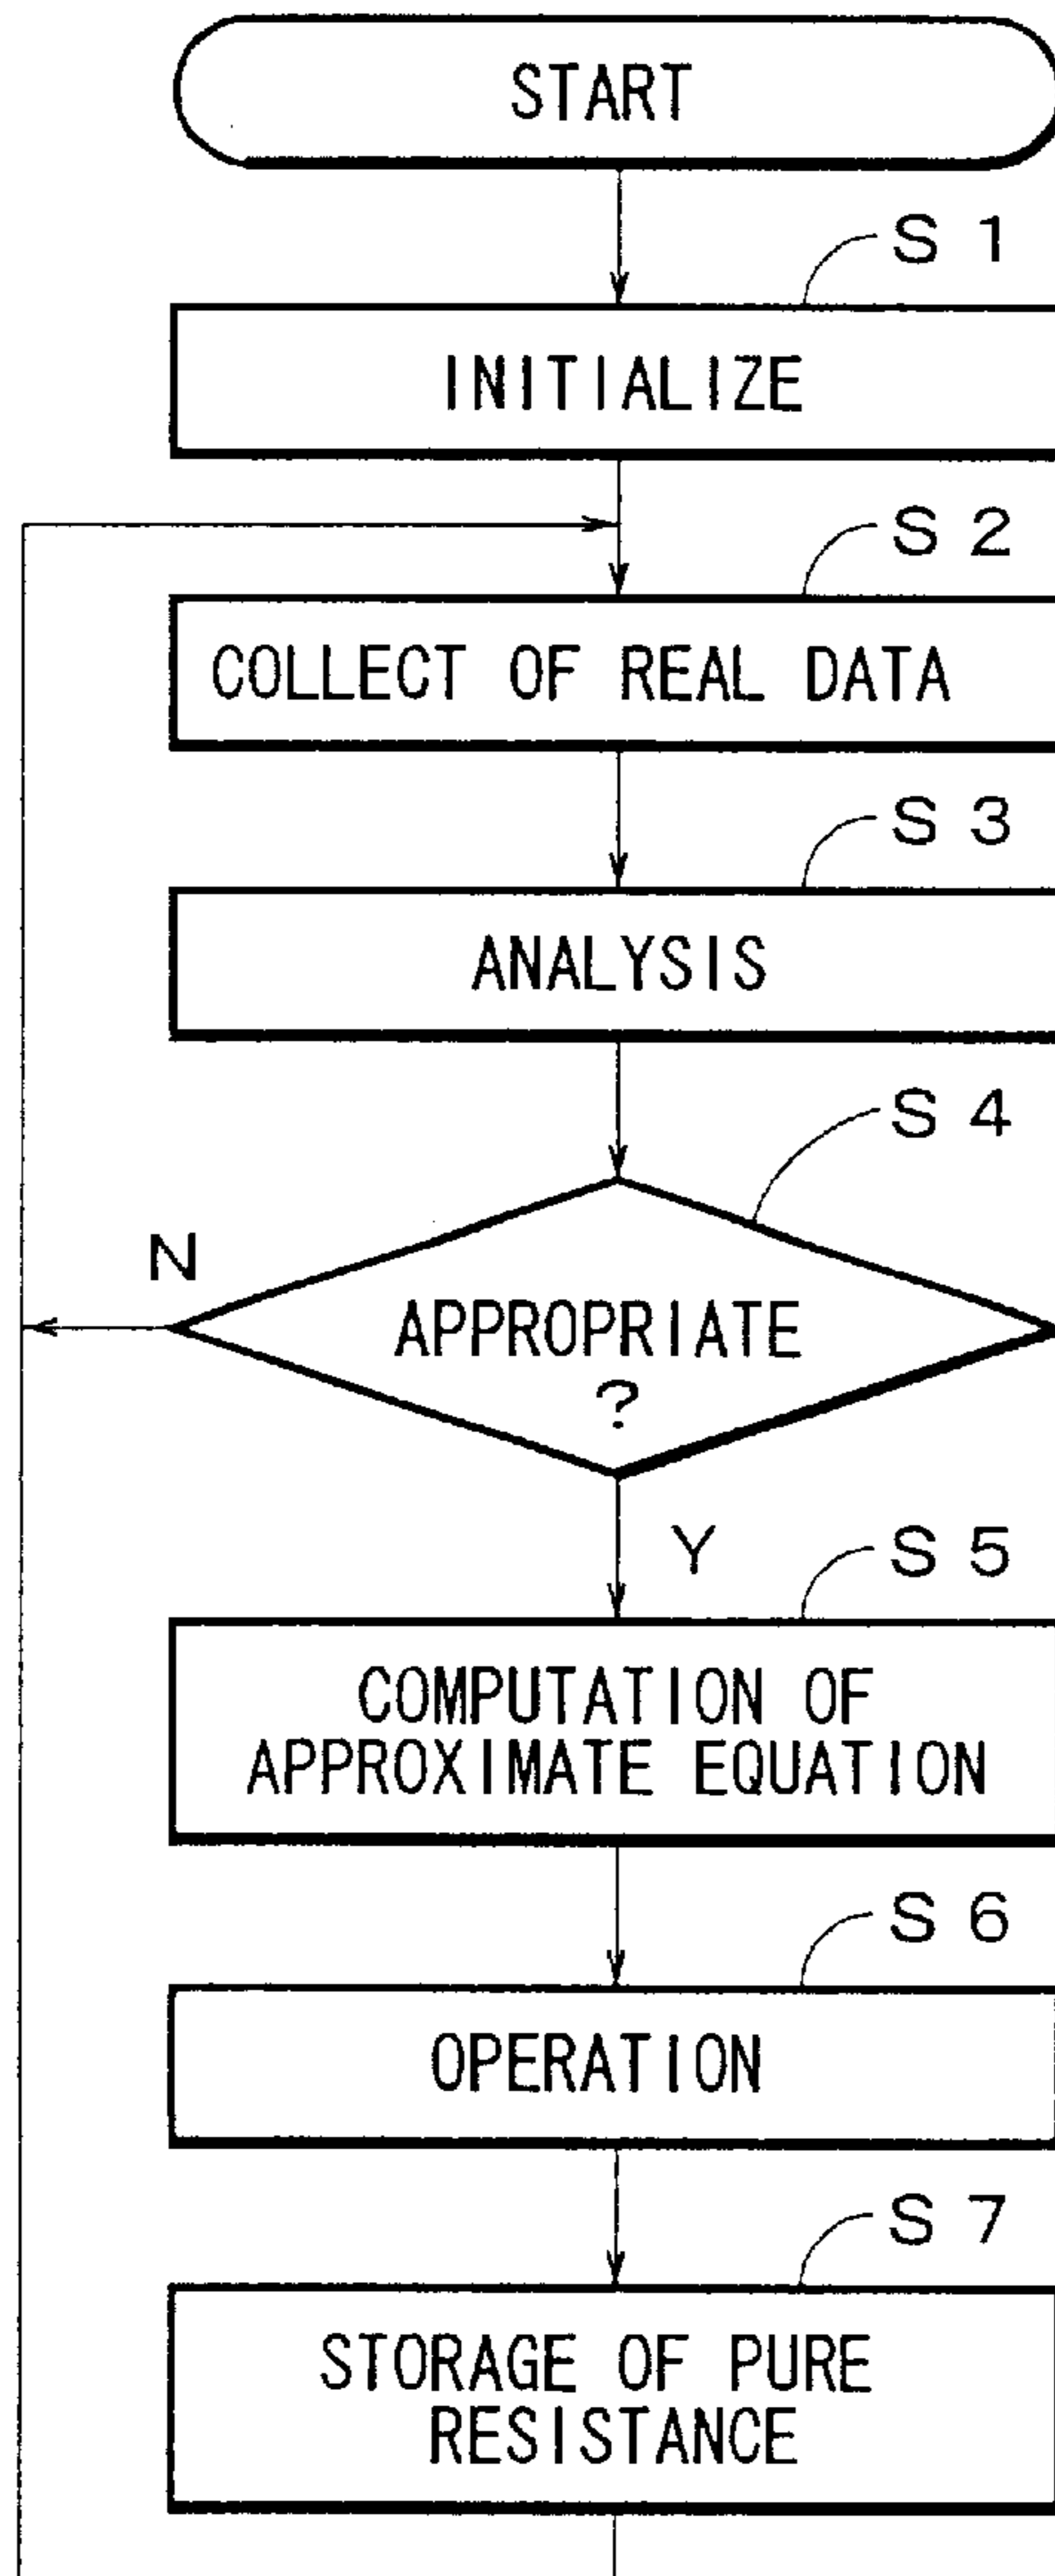 START
S 1
INITIALIZE
S 2
COLLECT OF REAL DATA
S 3
ANALYSIS
S 4
N
APPROPRIATE
?
Y
S 5
COMPUTATION OF
APPROXIMATE EQUATION
S 6
OPERATION
S 7
STORAGE OF PURE
RESISTANCE